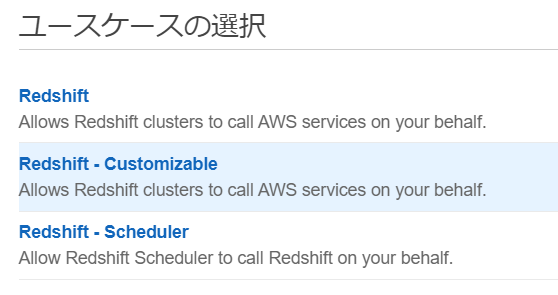 ユースケースの選択
Redshift
Allows Redshift clusters to call AWS services on your behalf.
Redshift - Customizable
Allows Redshift clusters to call AWS services on your behalf.
Redshift - Scheduler
Allow Redshift Scheduler to call Redshift on your behalf.